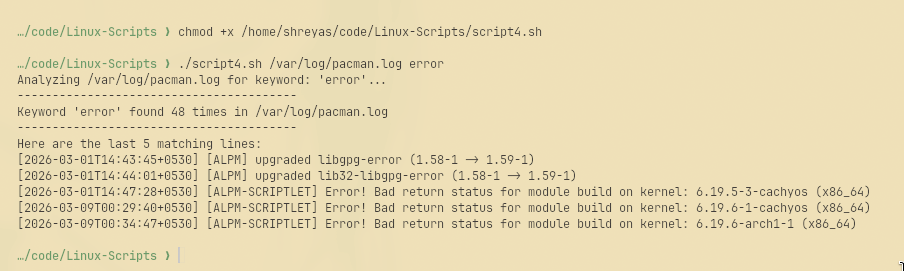 …/code/Linux-Scripts ❯ chmod +x /home/shreyas/code/Linux-Scripts/script4.sh
…/code/Linux-Scripts ❯ ./script4.sh /var/log/pacman.log error
Analyzing /var/log/pacman.log for keyword: 'error'...
----------------------------------------
Keyword 'error' found 48 times in /var/log/pacman.log
----------------------------------------
Here are the last 5 matching lines:
[2026-03-01T14:43:45+0530] [ALPM] upgraded libgpg-error (1.58-1 -> 1.59-1)
[2026-03-01T14:44:01+0530] [ALPM] upgraded lib32-libgpg-error (1.58-1 -> 1.59-1)
[2026-03-01T14:47:28+0530] [ALPM-SCRIPTLET] Error! Bad return status for module build on kernel: 6.19.5-3-cachyos (x86_64)
[2026-03-09T00:29:40+0530] [ALPM-SCRIPTLET] Error! Bad return status for module build on kernel: 6.19.6-1-cachyos (x86_64)
[2026-03-09T00:34:47+0530] [ALPM-SCRIPTLET] Error! Bad return status for module build on kernel: 6.19.6-arch1-1 (x86_64)
…/code/Linux-Scripts ❯